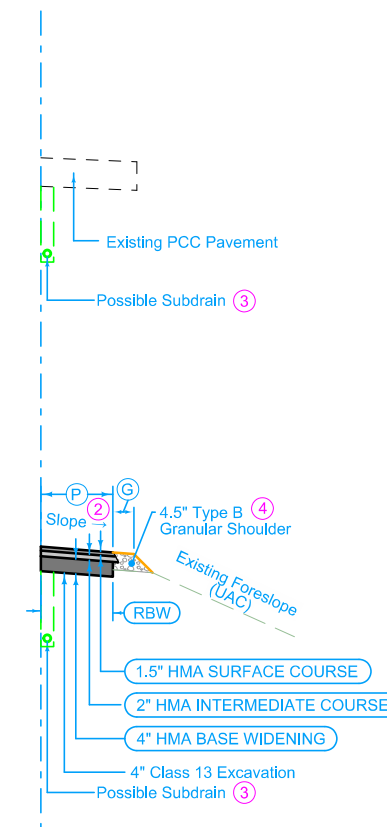 Existing PCC Pavement
Possible Subdrain 3
P
G
2
Slope →
4.5" Type B 4
Granular Shoulder
Existing Foreslope
(UAC)
RBW
1.5" HMA SURFACE COURSE
2" HMA INTERMEDIATE COURSE
4" HMA BASE WIDENING
4" Class 13 Excavation
Possible Subdrain 3